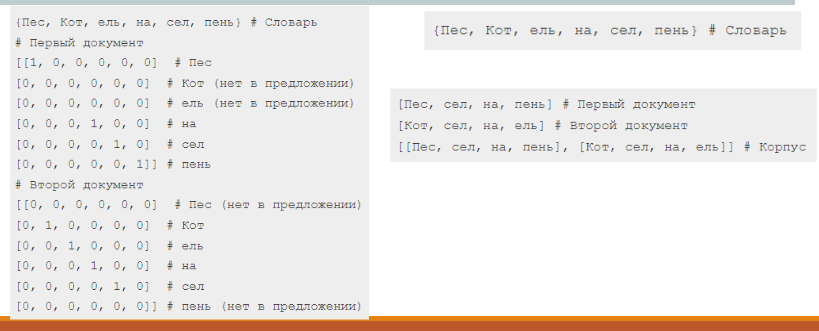 {Пес, Кот, ель, на, сел, пень} # Словарь
# Первый документ
[[1, 0, 0, 0, 0, 0]  # Пес
[0, 0, 0, 0, 0, 0]  # Кот (нет в предложении)
[0, 0, 0, 0, 0, 0]  # ель (нет в предложении)
[0, 0, 0, 1, 0, 0]  # на
[0, 0, 0, 0, 1, 0]  # сел
[0, 0, 0, 0, 0, 1]] # пень
# Второй документ
[[0, 0, 0, 0, 0, 0]  # Пес (нет в предложении)
[0, 1, 0, 0, 0, 0]  # Кот
[0, 0, 1, 0, 0, 0]  # ель
[0, 0, 0, 1, 0, 0]  # на
[0, 0, 0, 0, 1, 0]  # сел
[0, 0, 0, 0, 0, 0]] # пень (нет в предложении)
{Пес, Кот, ель, на, сел, пень} # Словарь
[Пес, сел, на, пень] # Первый документ
[Кот, сел, на, ель] # Второй документ
[[Пес, сел, на, пень], [Кот, сел, на, ель]] # Корпус